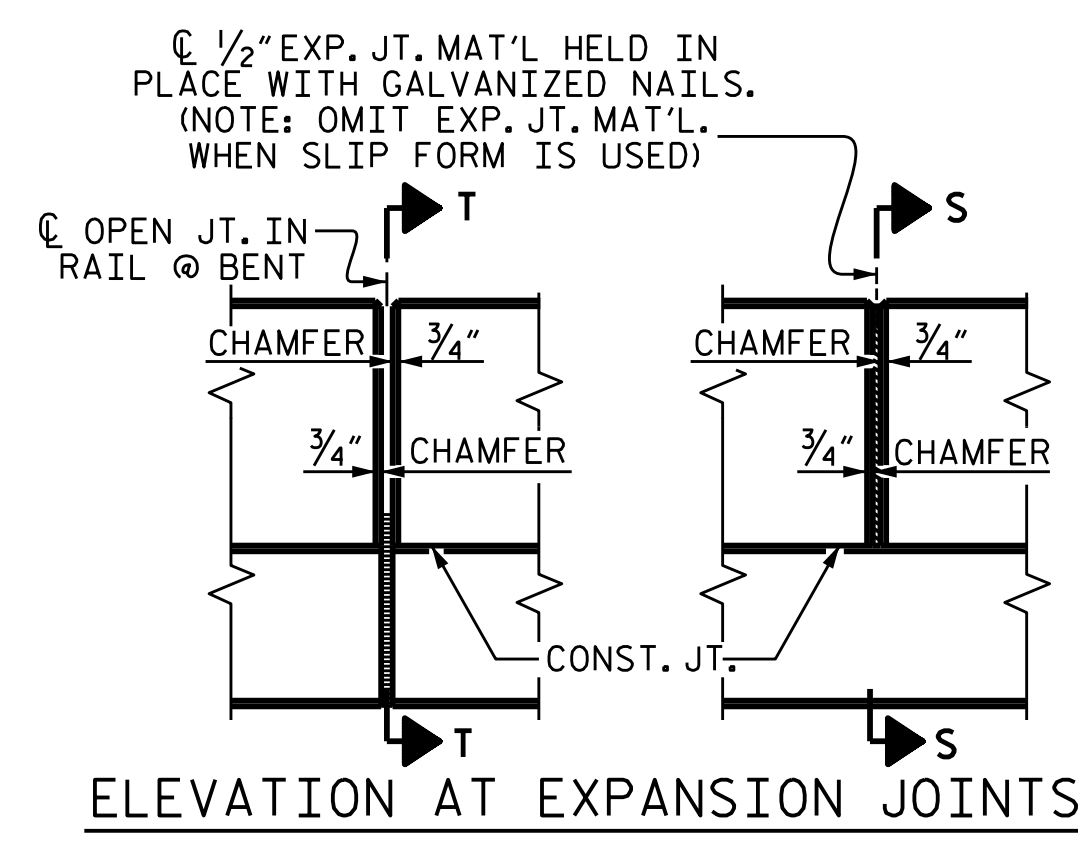 ℄ 1/2" EXP. JT. MAT'L HELD IN
PLACE WITH GALVANIZED NAILS.
(NOTE: OMIT EXP. JT. MAT'L.
WHEN SLIP FORM IS USED)
T
S
℄ OPEN JT. IN
RAIL @ BENT
CHAMFER
3/4"
CHAMFER
3/4"
3/4"
CHAMFER
3/4"
CHAMFER
CONST. JT.
T
S
ELEVATION AT EXPANSION JOINTS